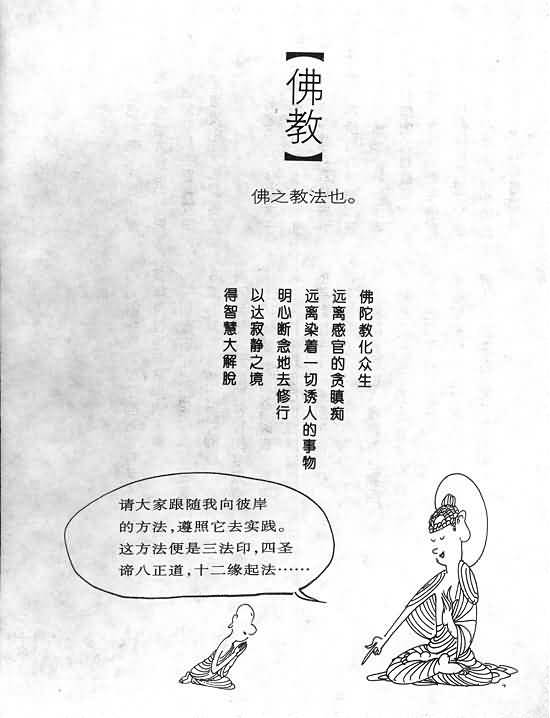 【佛教】
佛之教法也。
佛陀教化众生
远离感官的贪瞋痴
远离染着一切诱人的事物
明心断念地去修行
以达寂静之境
得智慧大解脱
请大家跟随我向彼岸
的方法，遵照它去实践。
这方法便是三法印，四圣
谛八正道，十二缘起法……